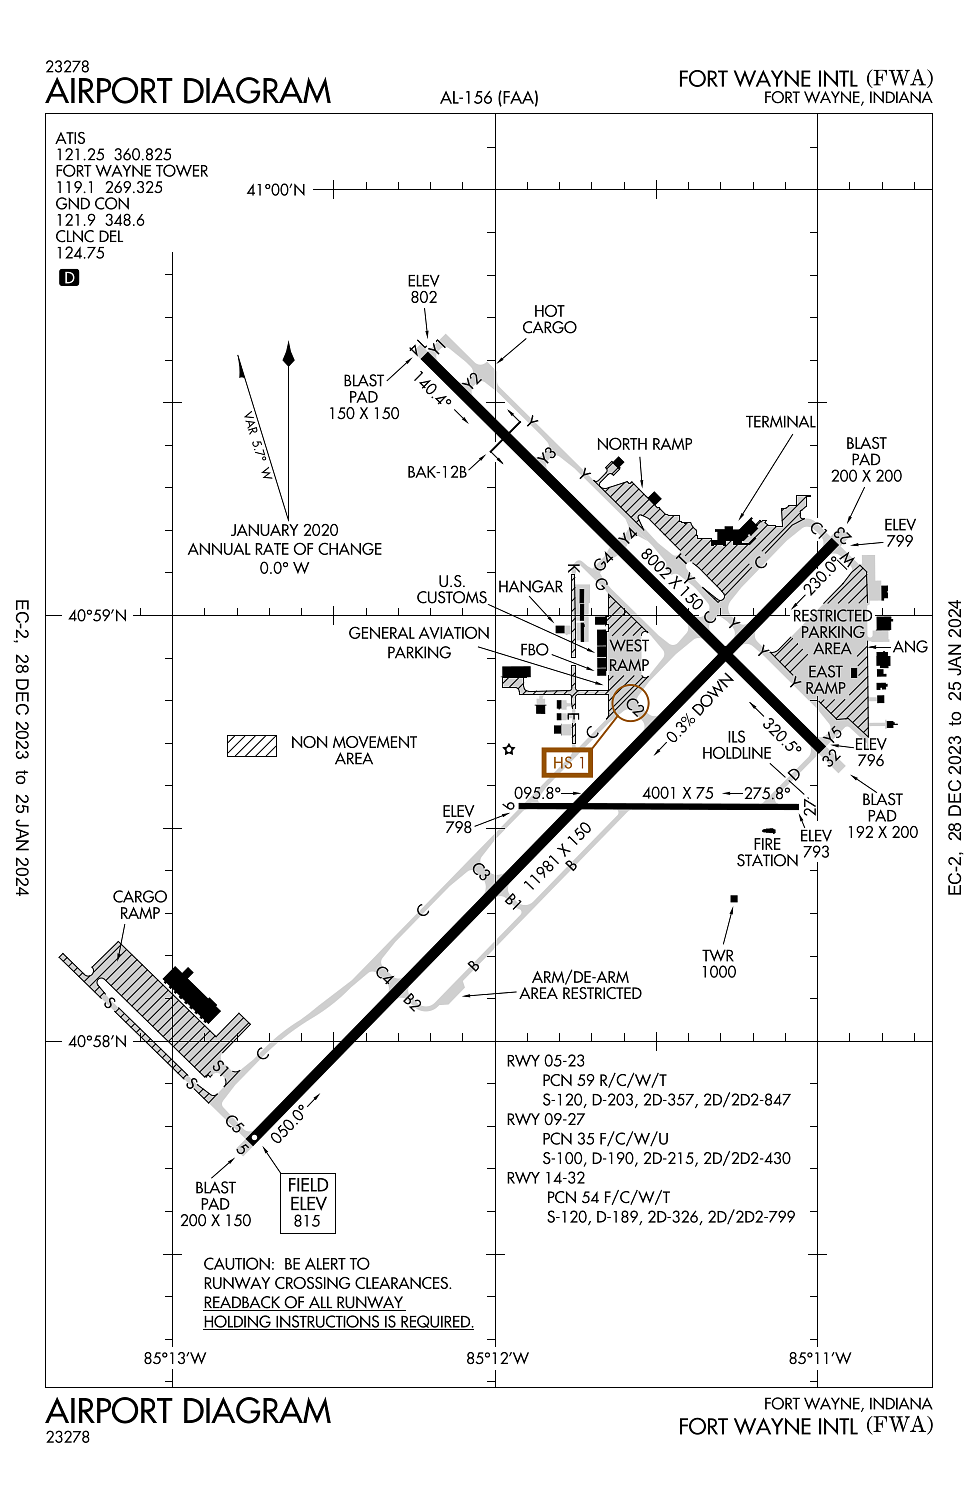 23278
AIRPORT DIAGRAM
AL-156 (FAA)
FORT WAYNE INTL (FWA)
FORT WAYNE, INDIANA
ATIS
121.25 360.825
FORT WAYNE TOWER
119.1 269.325
GND CON
121.9 348.6
CLNC DEL
124.75
D
41°00'N
ELEV
802
HOT
CARGO
14
Y1
Y2
BLAST
PAD
150 X 150
140.4°
VAR 5.7° W
JANUARY 2020
ANNUAL RATE OF CHANGE
0.0° W
Y
Y3
BAK-12B
Y
NORTH RAMP
TERMINAL
BLAST
PAD
200 X 200
ELEV
799
23
C1
W
C
230.0°
Y4
G4
G
8002 X 150
Y
Y
C
Y
Y
Y
K
U.S.
CUSTOMS
HANGAR
40°59'N
GENERAL AVIATION
PARKING
FBO
WEST
RAMP
RESTRICTED
PARKING
AREA
EAST
RAMP
ANG
E
C2
C
HS 1
0.3% DOWN
ILS
HOLDLINE
320.5°
Y5
32
ELEV
796
D
BLAST
PAD
192 X 200
NON MOVEMENT
AREA
ELEV
798
9
095.8°
4001 X 75
275.8°
27
ELEV
793
FIRE
STATION
11981 X 150
B
C3
B1
C
B
TWR
1000
CARGO
RAMP
C4
B2
ARM/DE-ARM
AREA RESTRICTED
S
S
S1
C
40°58'N
C5
5
050.0°
BLAST
PAD
200 X 150
FIELD
ELEV
815
RWY 05-23
PCN 59 R/C/W/T
S-120, D-203, 2D-357, 2D/2D2-847
RWY 09-27
PCN 35 F/C/W/U
S-100, D-190, 2D-215, 2D/2D2-430
RWY 14-32
PCN 54 F/C/W/T
S-120, D-189, 2D-326, 2D/2D2-799
CAUTION: BE ALERT TO
RUNWAY CROSSING CLEARANCES.
READBACK OF ALL RUNWAY
HOLDING INSTRUCTIONS IS REQUIRED.
85°13'W
85°12'W
85°11'W
EC-2, 28 DEC 2023 to 25 JAN 2024
EC-2, 28 DEC 2023 to 25 JAN 2024
AIRPORT DIAGRAM
23278
FORT WAYNE, INDIANA
FORT WAYNE INTL (FWA)